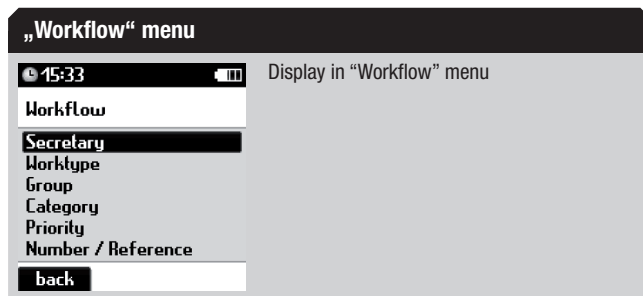 „Workflow“ menu
15:33
Display in “Workflow” menu
Workflow
Secretary
Worktype
Group
Category
Priority
Number / Reference
back